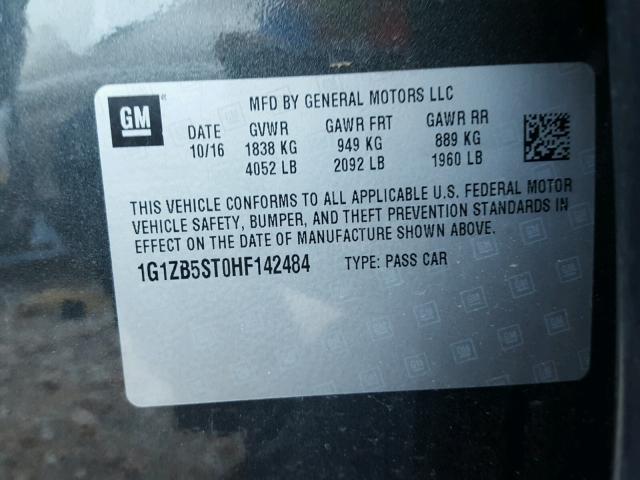 GM
MFD BY GENERAL MOTORS LLC
DATE GVWR GAWR FRT GAWR RR
10/16 1838 KG 949 KG 889 KG
4052 LB 2092 LB 1960 LB
THIS VEHICLE CONFORMS TO ALL APPLICABLE U.S. FEDERAL MOTOR
VEHICLE SAFETY, BUMPER, AND THEFT PREVENTION STANDARDS IN
EFFECT ON THE DATE OF MANUFACTURE SHOWN ABOVE.
1G1ZB5ST0HF142484 TYPE: PASS CAR